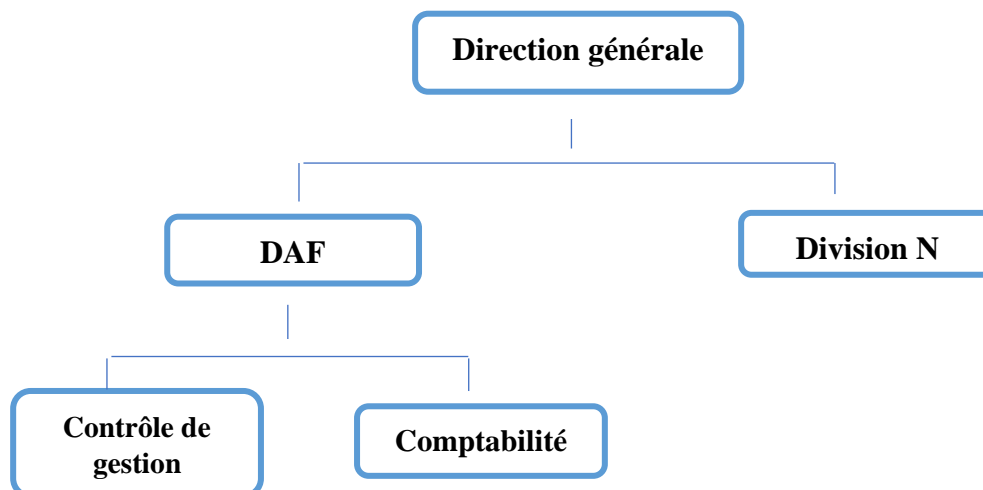 Direction générale
DAF
Division N
Contrôle de
gestion
Comptabilité